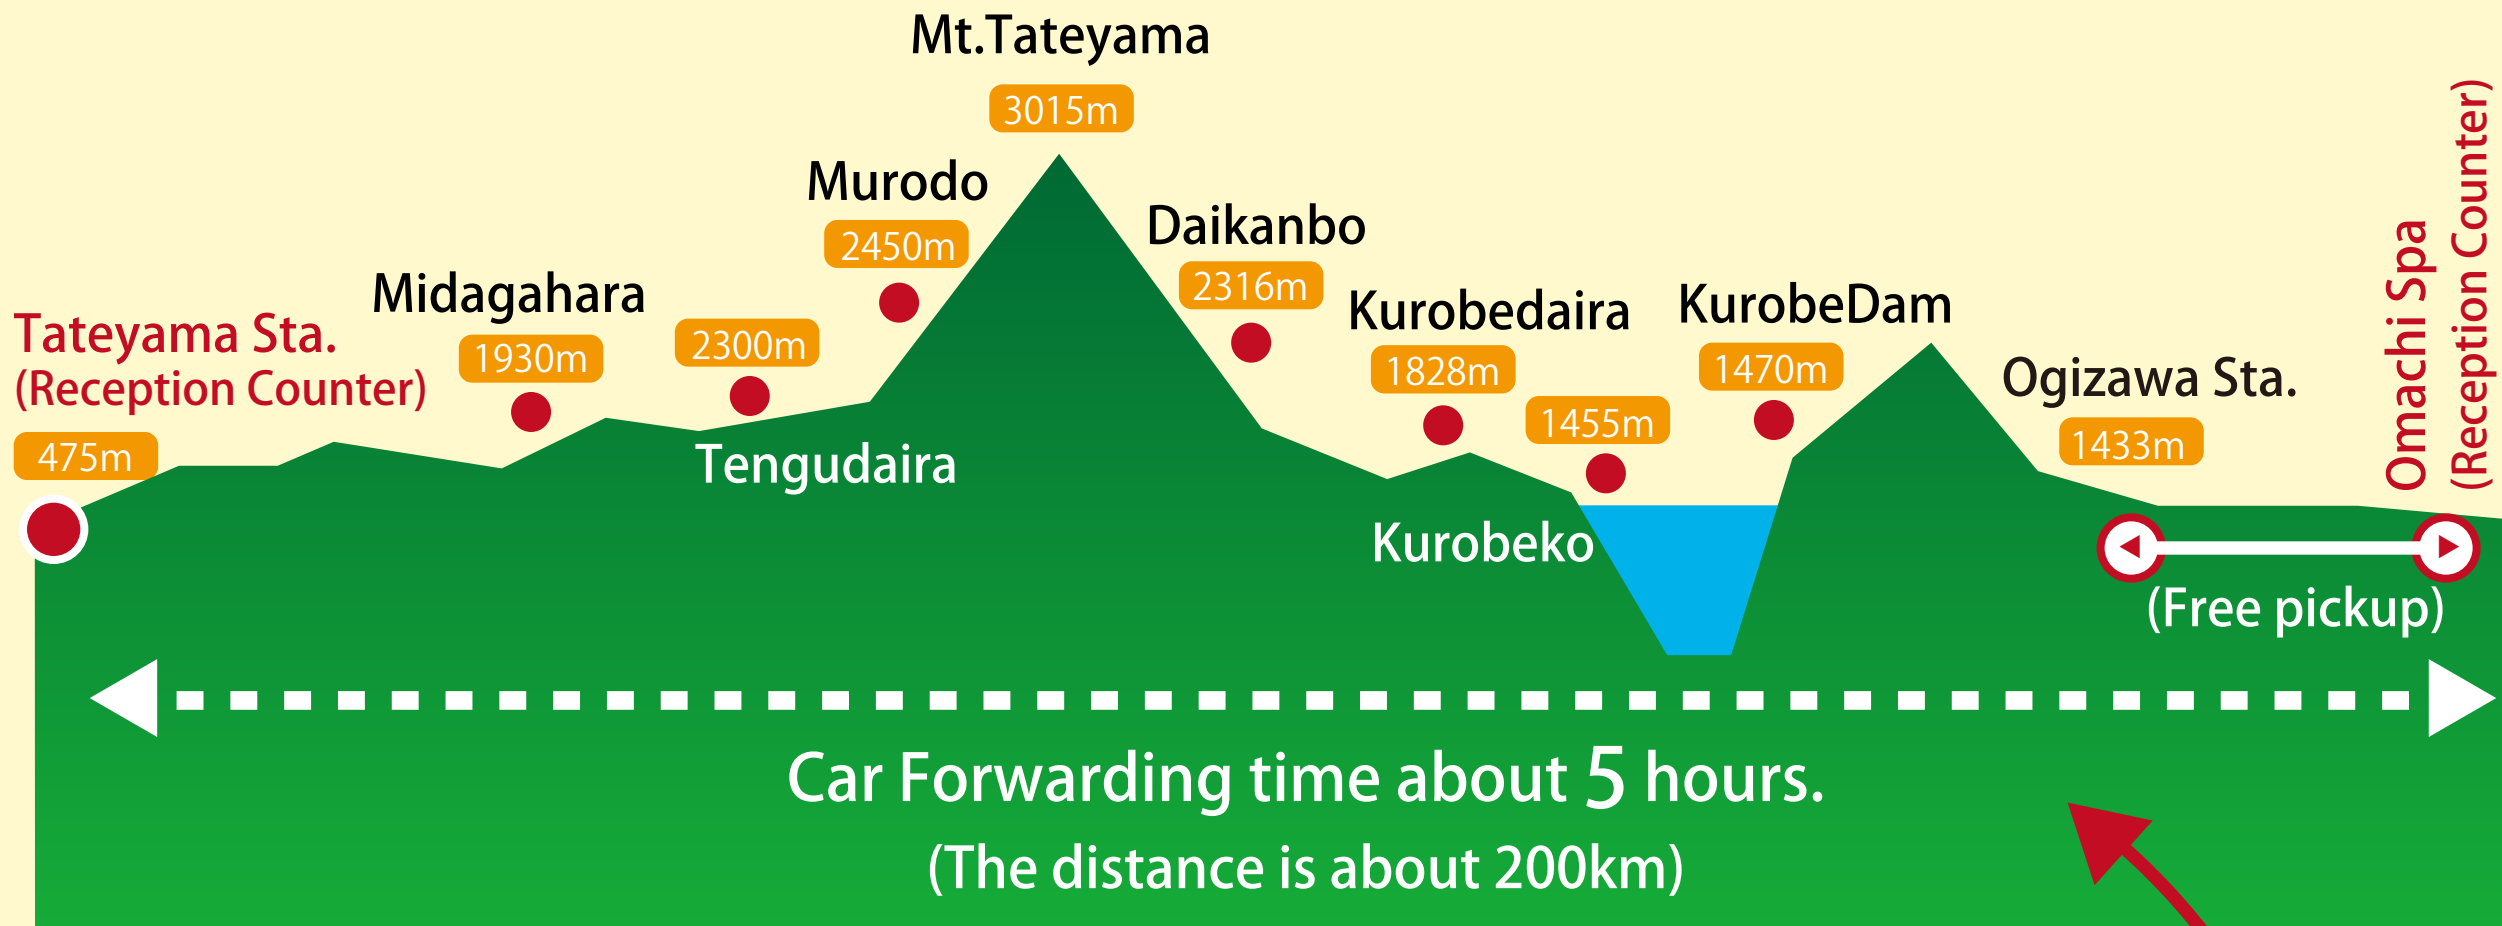 Mt.Tateyama
3015m
Murodo
2450m
Daikanbo
2316m
Midagahara
1930m
2300m
Tengudaira
Tateyama Sta.
(Reception Counter)
475m
Kurobedaira
1828m
1455m
Kurobeko
KurobeDam
1470m
Ogizawa Sta.
1433m
Omachi Spa
(Reception Counter)
(Free pickup)
Car Forwarding time about 5 hours.
(The distance is about 200km)